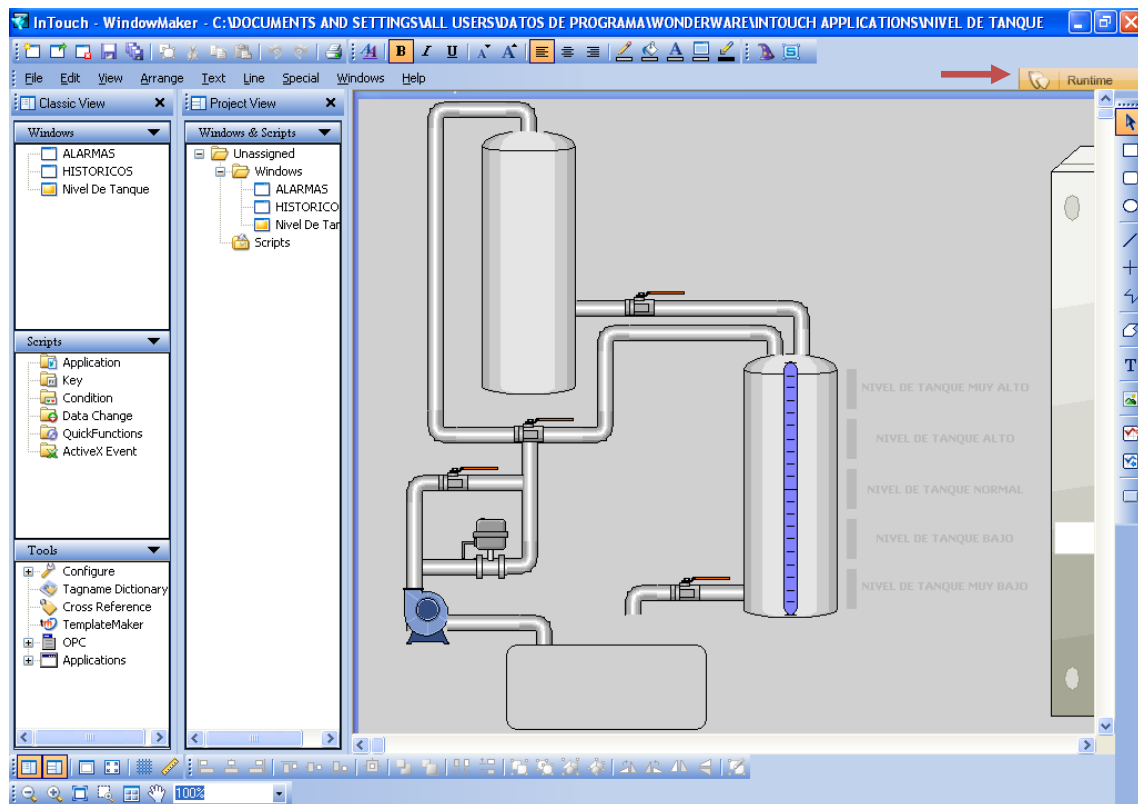 InTouch - WindowMaker - C:\DOCUMENTS AND SETTINGS\ALL USERS\DATOS DE PROGRAMA\WONDERWARE\INTOUCH APPLICATIONS\NIVEL DE TANQUE
B I U A A A
File Edit View Arrange Text Line Special Windows Help
Runtime
Classic View
Windows
ALARMAS
HISTORICOS
Nivel De Tanque
Scripts
Application
Key
Condition
Data Change
QuickFunctions
ActiveX Event
Tools
Configure
Tagname Dictionary
Cross Reference
TemplateMaker
OPC
Applications
Project View
Windows & Scripts
Unassigned
Windows
ALARMAS
HISTORICO
Nivel De Tar
Scripts
NIVEL DE TANQUE MUY ALTO
NIVEL DE TANQUE ALTO
NIVEL DE TANQUE NORMAL
NIVEL DE TANQUE BAJO
NIVEL DE TANQUE MUY BAJO
T
100%